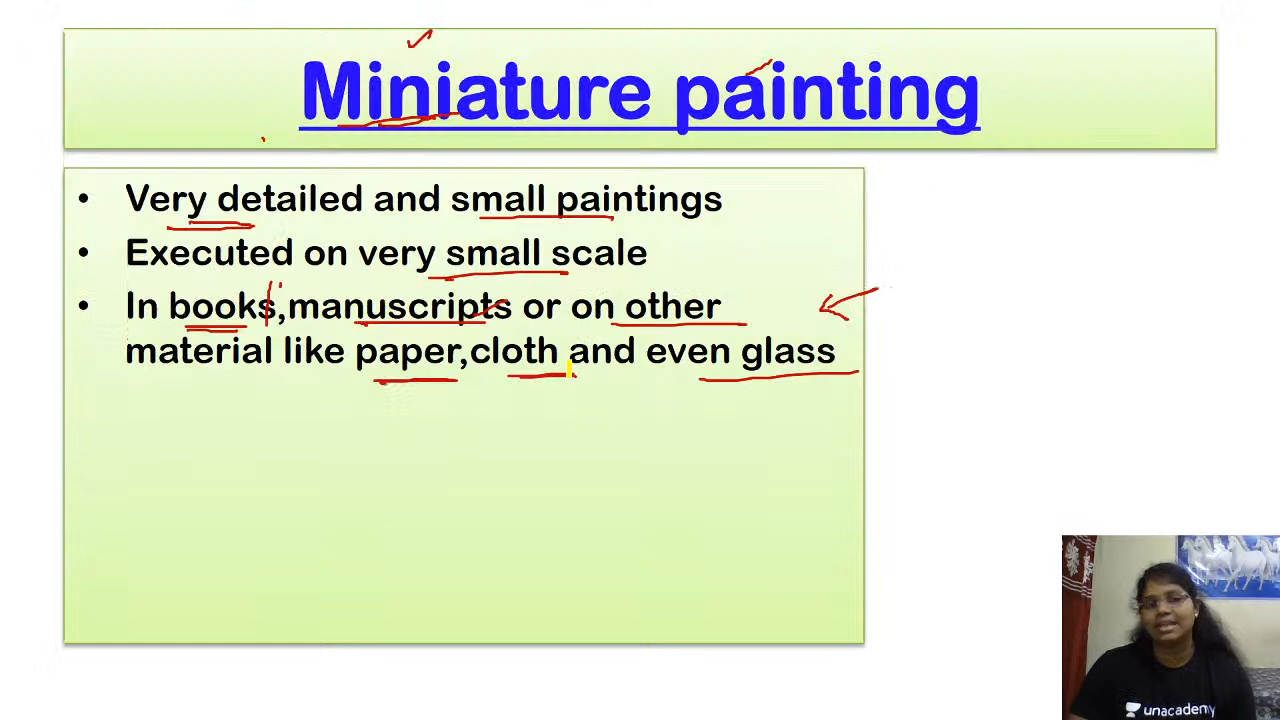 Miniature painting
• Very detailed and small paintings
• Executed on very small scale
• In books,manuscripts or on other
material like paper,cloth and even glass
unacademy